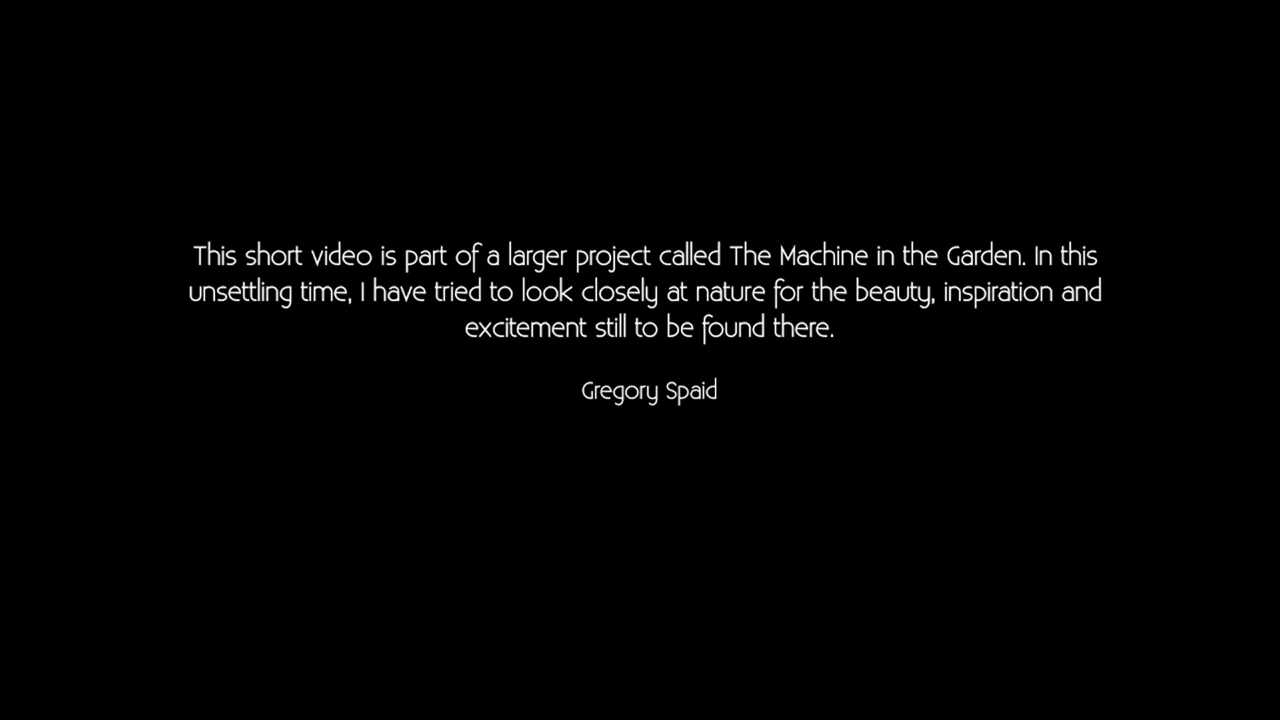 This short video is part of a larger project called The Machine in the Garden. In this
unsettling time, I have tried to look closely at nature for the beauty, inspiration and
excitement still to be found there.
Gregory Spaid